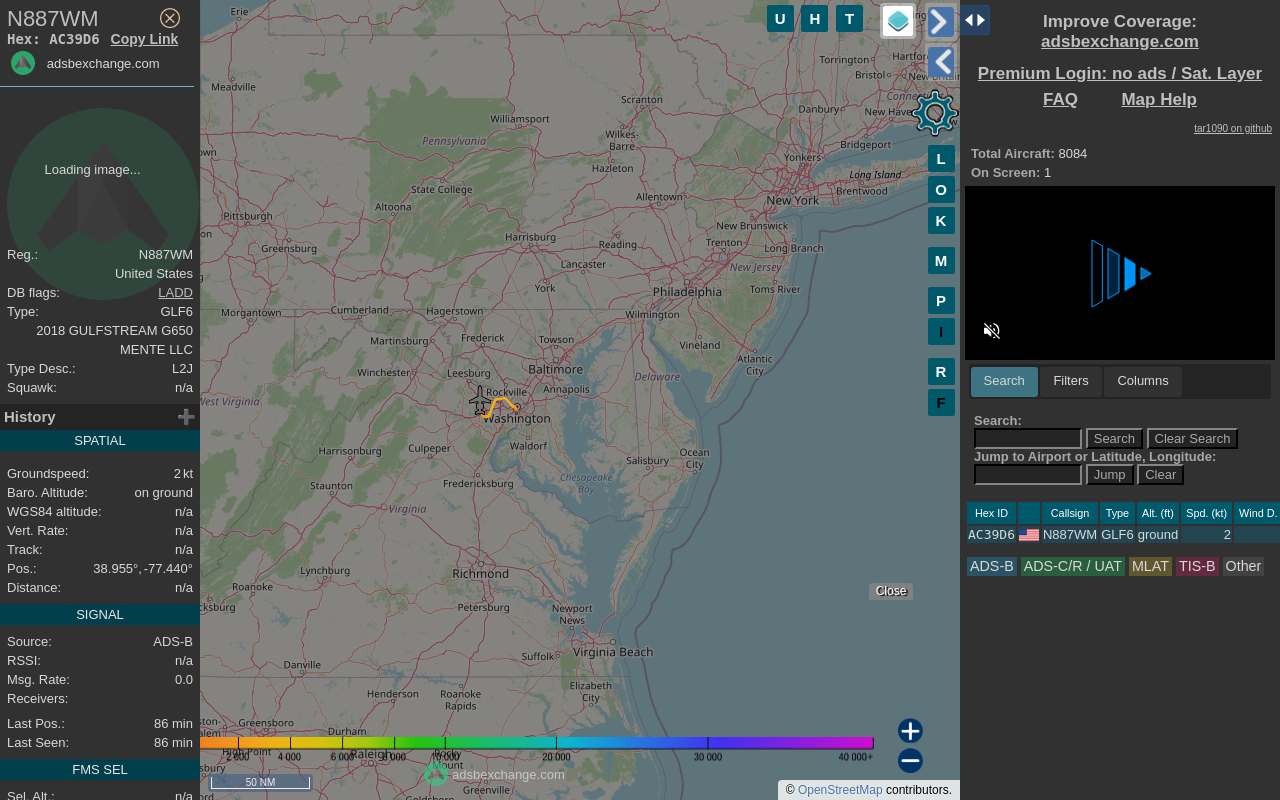 N887WM
Hex: AC39D6 Copy Link
adsbexchange.com
Loading image...
Reg.: N887WM
United States
DB flags: LADD
Type: GLF6
2018 GULFSTREAM G650
MENTE LLC
Type Desc.: L2J
Squawk: n/a
History
SPATIAL
Groundspeed: 2 kt
Baro. Altitude: on ground
WGS84 altitude: n/a
Vert. Rate: n/a
Track: n/a
Pos.: 38.955°, -77.440°
Distance: n/a
SIGNAL
Source: ADS-B
RSSI: n/a
Msg. Rate: 0.0
Receivers:
Last Pos.: 86 min
Last Seen: 86 min
FMS SEL
Sel. Alt.: n/a
U H T
L
O
K
M
P
I
R
F
Erie
Meadville
Torrington
Hartfo
Bristol
Scranton
Danbury
New Haven
Connecti
Williamsport
Pennsylvania
Wilkes-
Barre
Bridgeport
own
Yonkers
Hazleton
Long Island
State College
Allentown
Brentwood
Altoona
New York
Pittsburgh
New Brunswick
Harrisburg
Reading
Trenton
Long Branch
Greensburg
Lancaster
New Jersey
York
Philadelphia
Toms River
Morgantown
Cumberland
Hagerstown
Wilmington
Martinsburg
Frederick
Towson
Vineland
Atlantic
City
Winchester
Leesburg
Baltimore
Delaware
Rockville
Annapolis
West Virginia
Washington
Waldorf
Culpeper
Harrisonburg
Ocean
City
Salisbury
Staunton
Fredericksburg
Chesapeake
Bay
Virginia
Lynchburg
Richmond
Roanoke
cksburg
Petersburg
Newport
News
Virginia Beach
Suffolk
Danville
Elizabeth
City
Henderson
Roanoke
Rapids
Greensboro
Durham
High Point
Raleigh
Rocky
Mount
Greenville
Goldsboro
Close
2 000 4 000 6 000 8 000 10 000 20 000 30 000 40 000+
adsbexchange.com
50 NM
© OpenStreetMap contributors.
Improve Coverage:
adsbexchange.com
Premium Login: no ads / Sat. Layer
FAQ Map Help
tar1090 on github
Total Aircraft: 8084
On Screen: 1
Search Filters Columns
Search:
Search Clear Search
Jump to Airport or Latitude, Longitude:
Jump Clear
Hex ID Callsign Type Alt. (ft) Spd. (kt) Wind D.
AC39D6 N887WM GLF6 ground 2
ADS-B ADS-C/R / UAT MLAT TIS-B Other